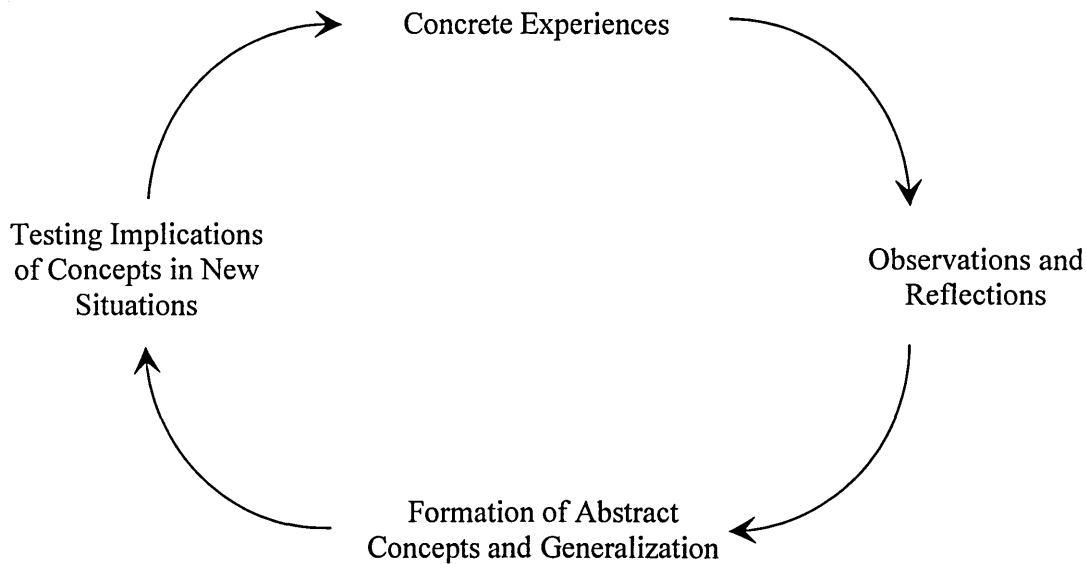 Concrete Experiences
Observations and
Reflections
Formation of Abstract
Concepts and Generalization
Testing Implications
of Concepts in New
Situations